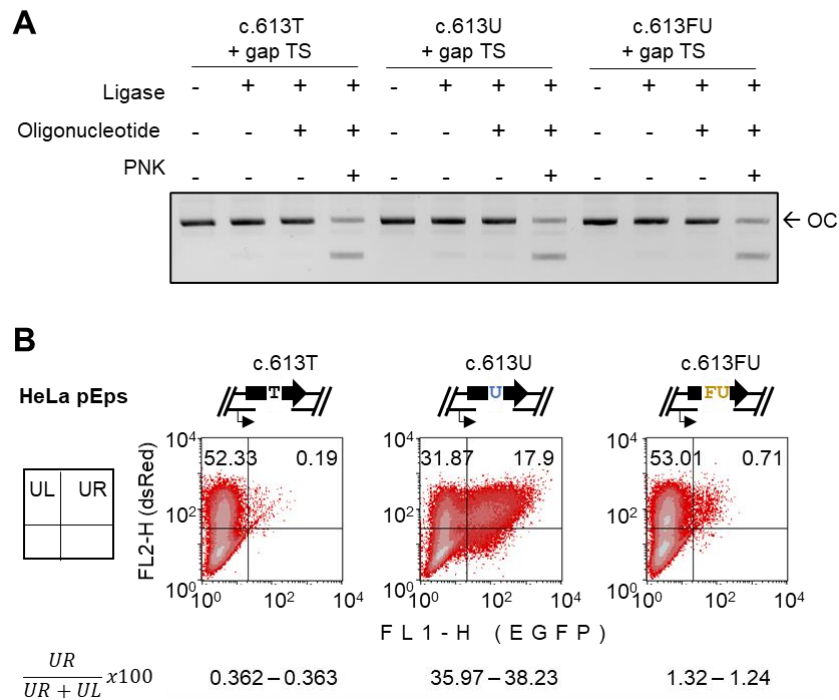 A
c.613T + gap TS
c.613U + gap TS
c.613FU + gap TS
Ligase - + + + - + + + - + + +
Oligonucleotide - - + + - - + + - - + +
PNK - - - + - - - + - - - +
← OC
B
HeLa pEps
c.613T
c.613U
c.613FU
T
U
FU
UL UR
FL2-H (dsRed)
10⁴
10²
10⁰
52.33 0.19
10⁰ 10² 10⁴
10⁴
10²
10⁰
31.87 17.9
10⁰ 10² 10⁴
10⁴
10²
10⁰
53.01 0.71
10⁰ 10² 10⁴
FL1-H (EGFP)
UR / UR + UL x100
0.362 – 0.363
35.97 – 38.23
1.32 – 1.24